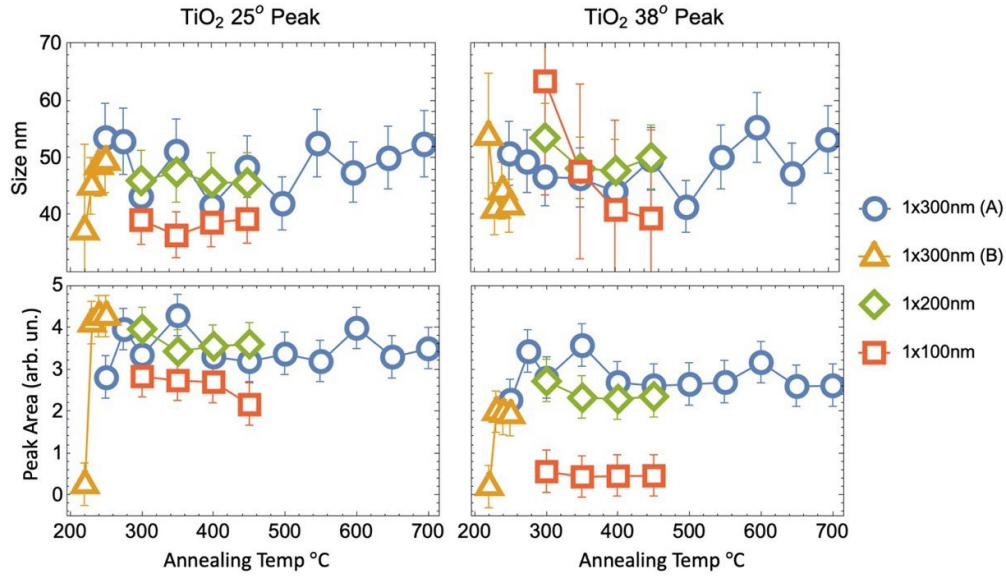 TiO₂ 25° Peak
TiO₂ 38° Peak
70
60
50
40
Size nm
5
4
3
2
1
0
Peak Area (arb. un.)
200 300 400 500 600 700
200 300 400 500 600 700
Annealing Temp °C
Annealing Temp °C
1x300nm (A)
1x300nm (B)
1x200nm
1x100nm